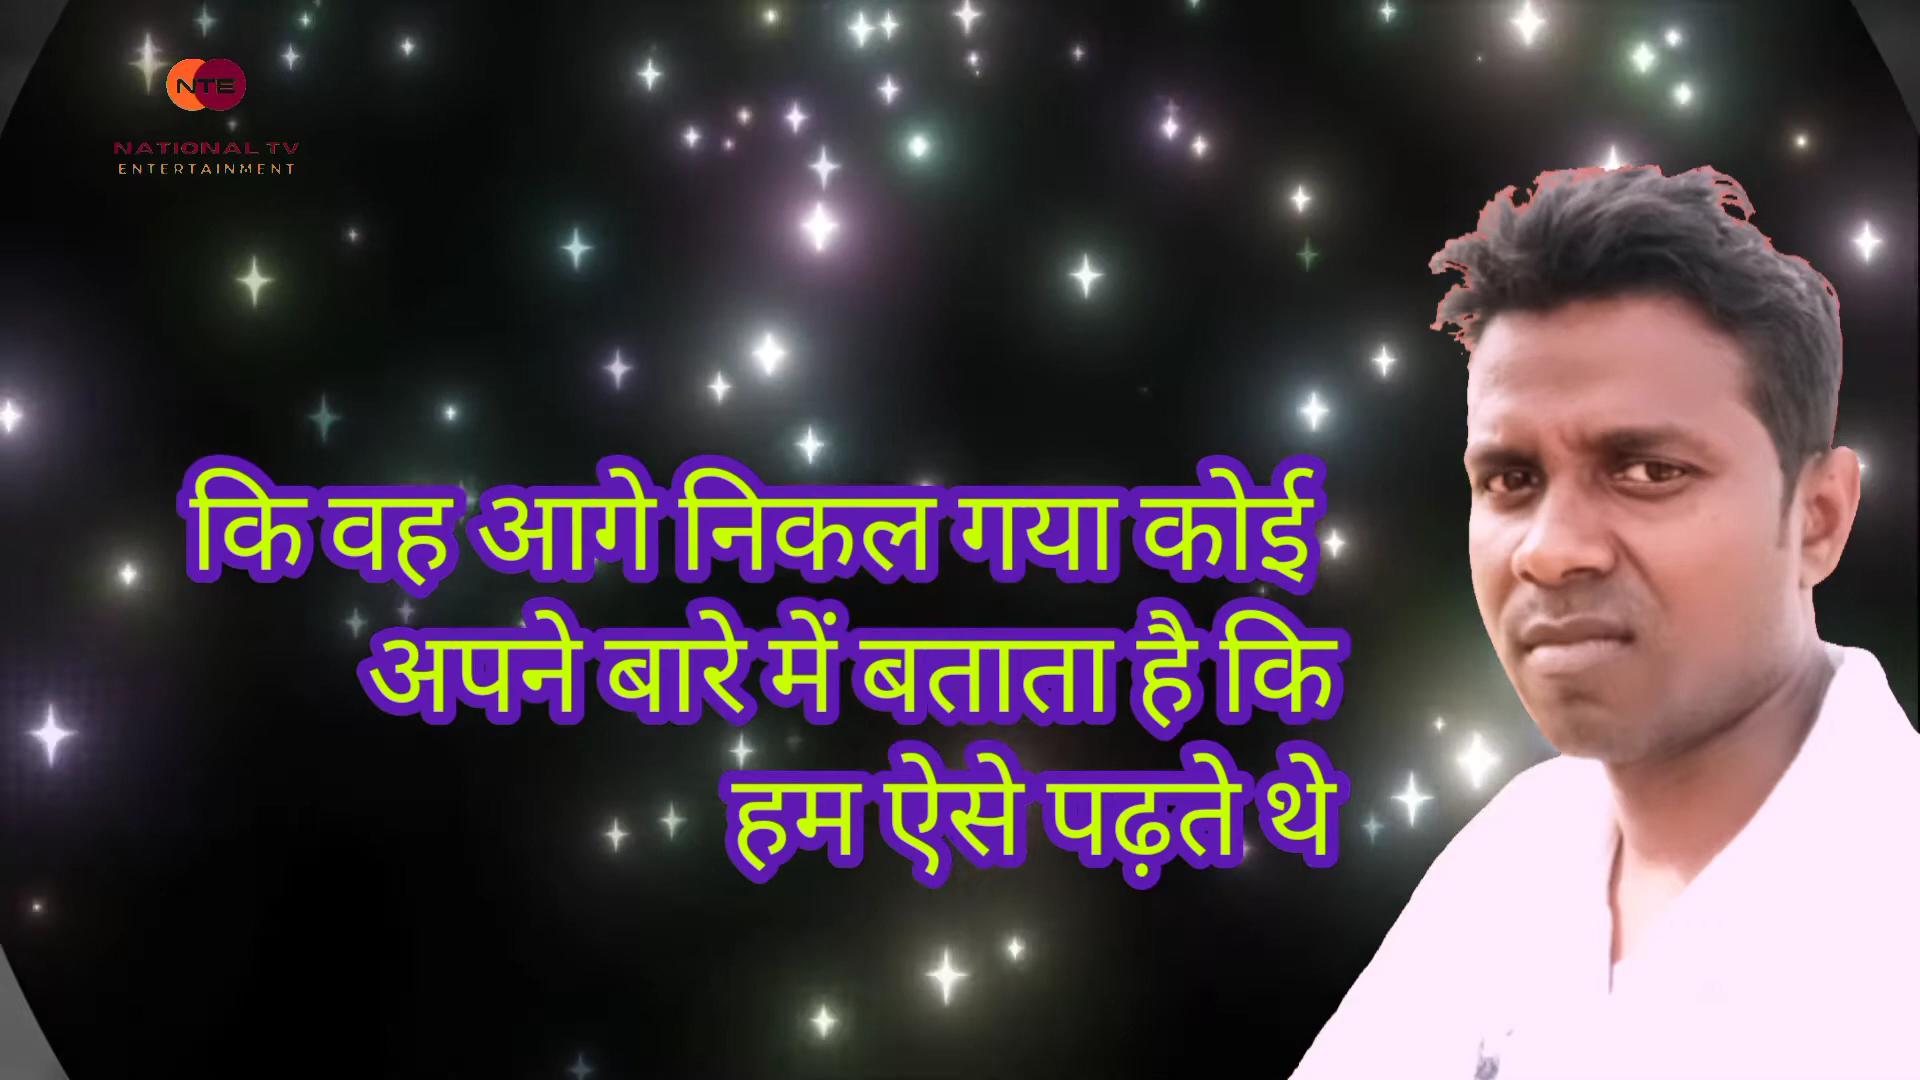 NTE
NATIONAL TV
ENTERTAINMENT
कि वह आगे निकल गया कोई
अपने बारे में बताता है कि
हम ऐसे पढ़ते थे